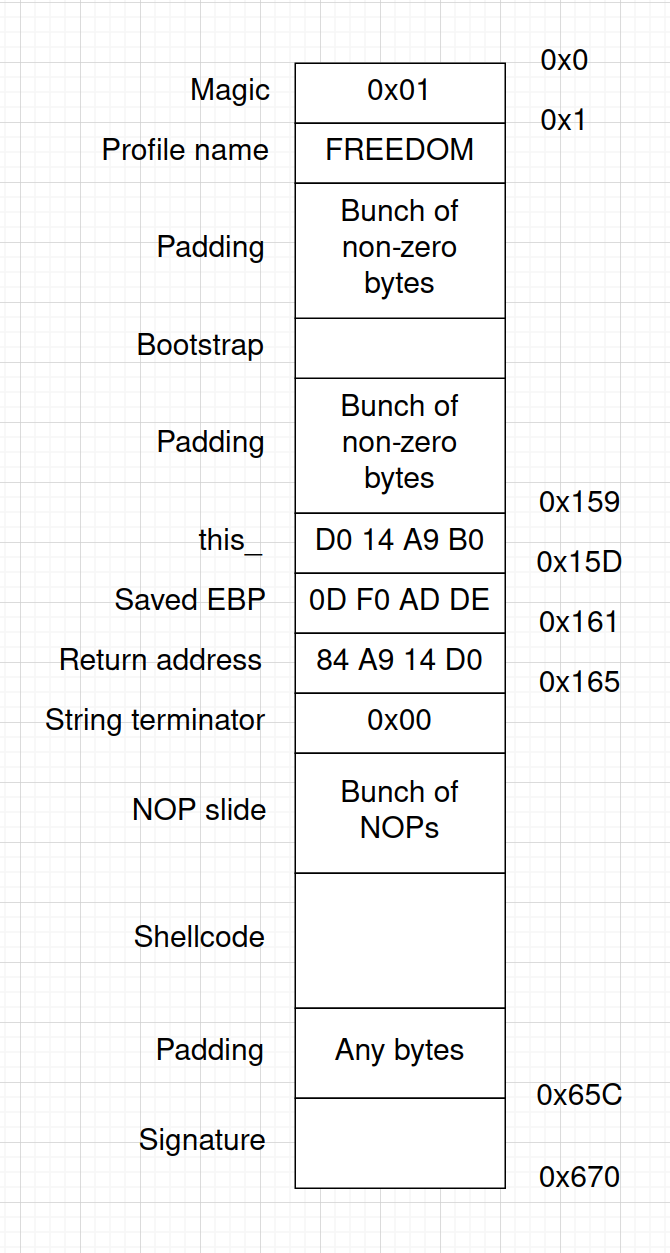 0x0
Magic
0x01
0x1
Profile name
FREEDOM
Padding
Bunch of
non-zero
bytes
Bootstrap
Padding
Bunch of
non-zero
bytes
0x159
this_
D0 14 A9 B0
0x15D
Saved EBP
0D F0 AD DE
0x161
Return address
84 A9 14 D0
0x165
String terminator
0x00
NOP slide
Bunch of
NOPs
Shellcode
Padding
Any bytes
0x65C
Signature
0x670